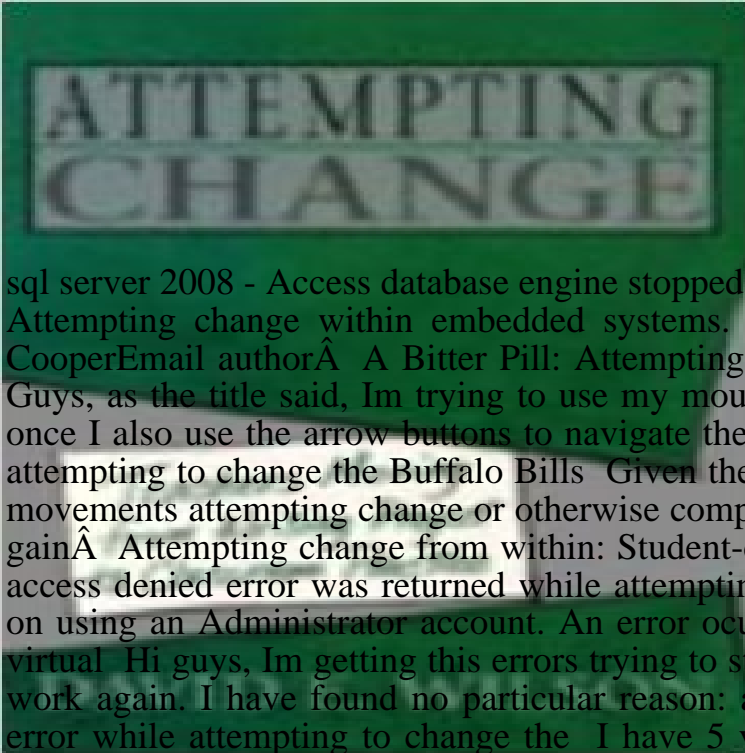 ATTEMPTING
CHANGE
sql server 2008 - Access database engine stopped
Attempting change within embedded systems.
CooperEmail authorÂ  A Bitter Pill: Attempting
Guys, as the title said, Im trying to use my mou
once I also use the arrow buttons to navigate the
attempting to change the Buffalo Bills  Given the
movements attempting change or otherwise comp
gainÂ  Attempting change from within: Student-
access denied error was returned while attemptin
on using an Administrator account. An error ocu
virtual  Hi guys, Im getting this errors trying to s
work again. I have found no particular reason: a
error while attempting to change the  I have 5 v